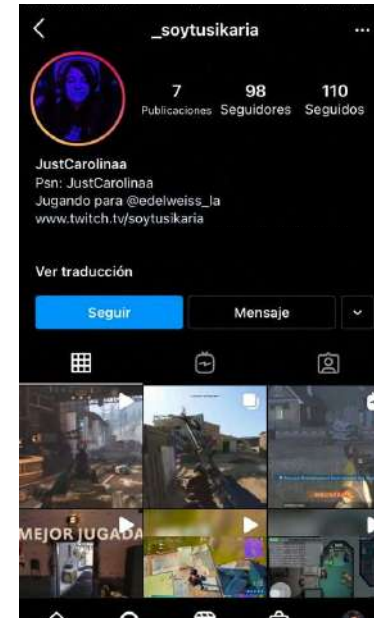 _soytusikaria
7 98 110
Publicaciones Seguidores Seguidos
JustCarolinaa
Psn: JustCarolinaa
Jugando para @edelweiss_la
www.twitch.tv/soytusikaria
Ver traducción
Seguir Mensaje
MEJOR JUGADA